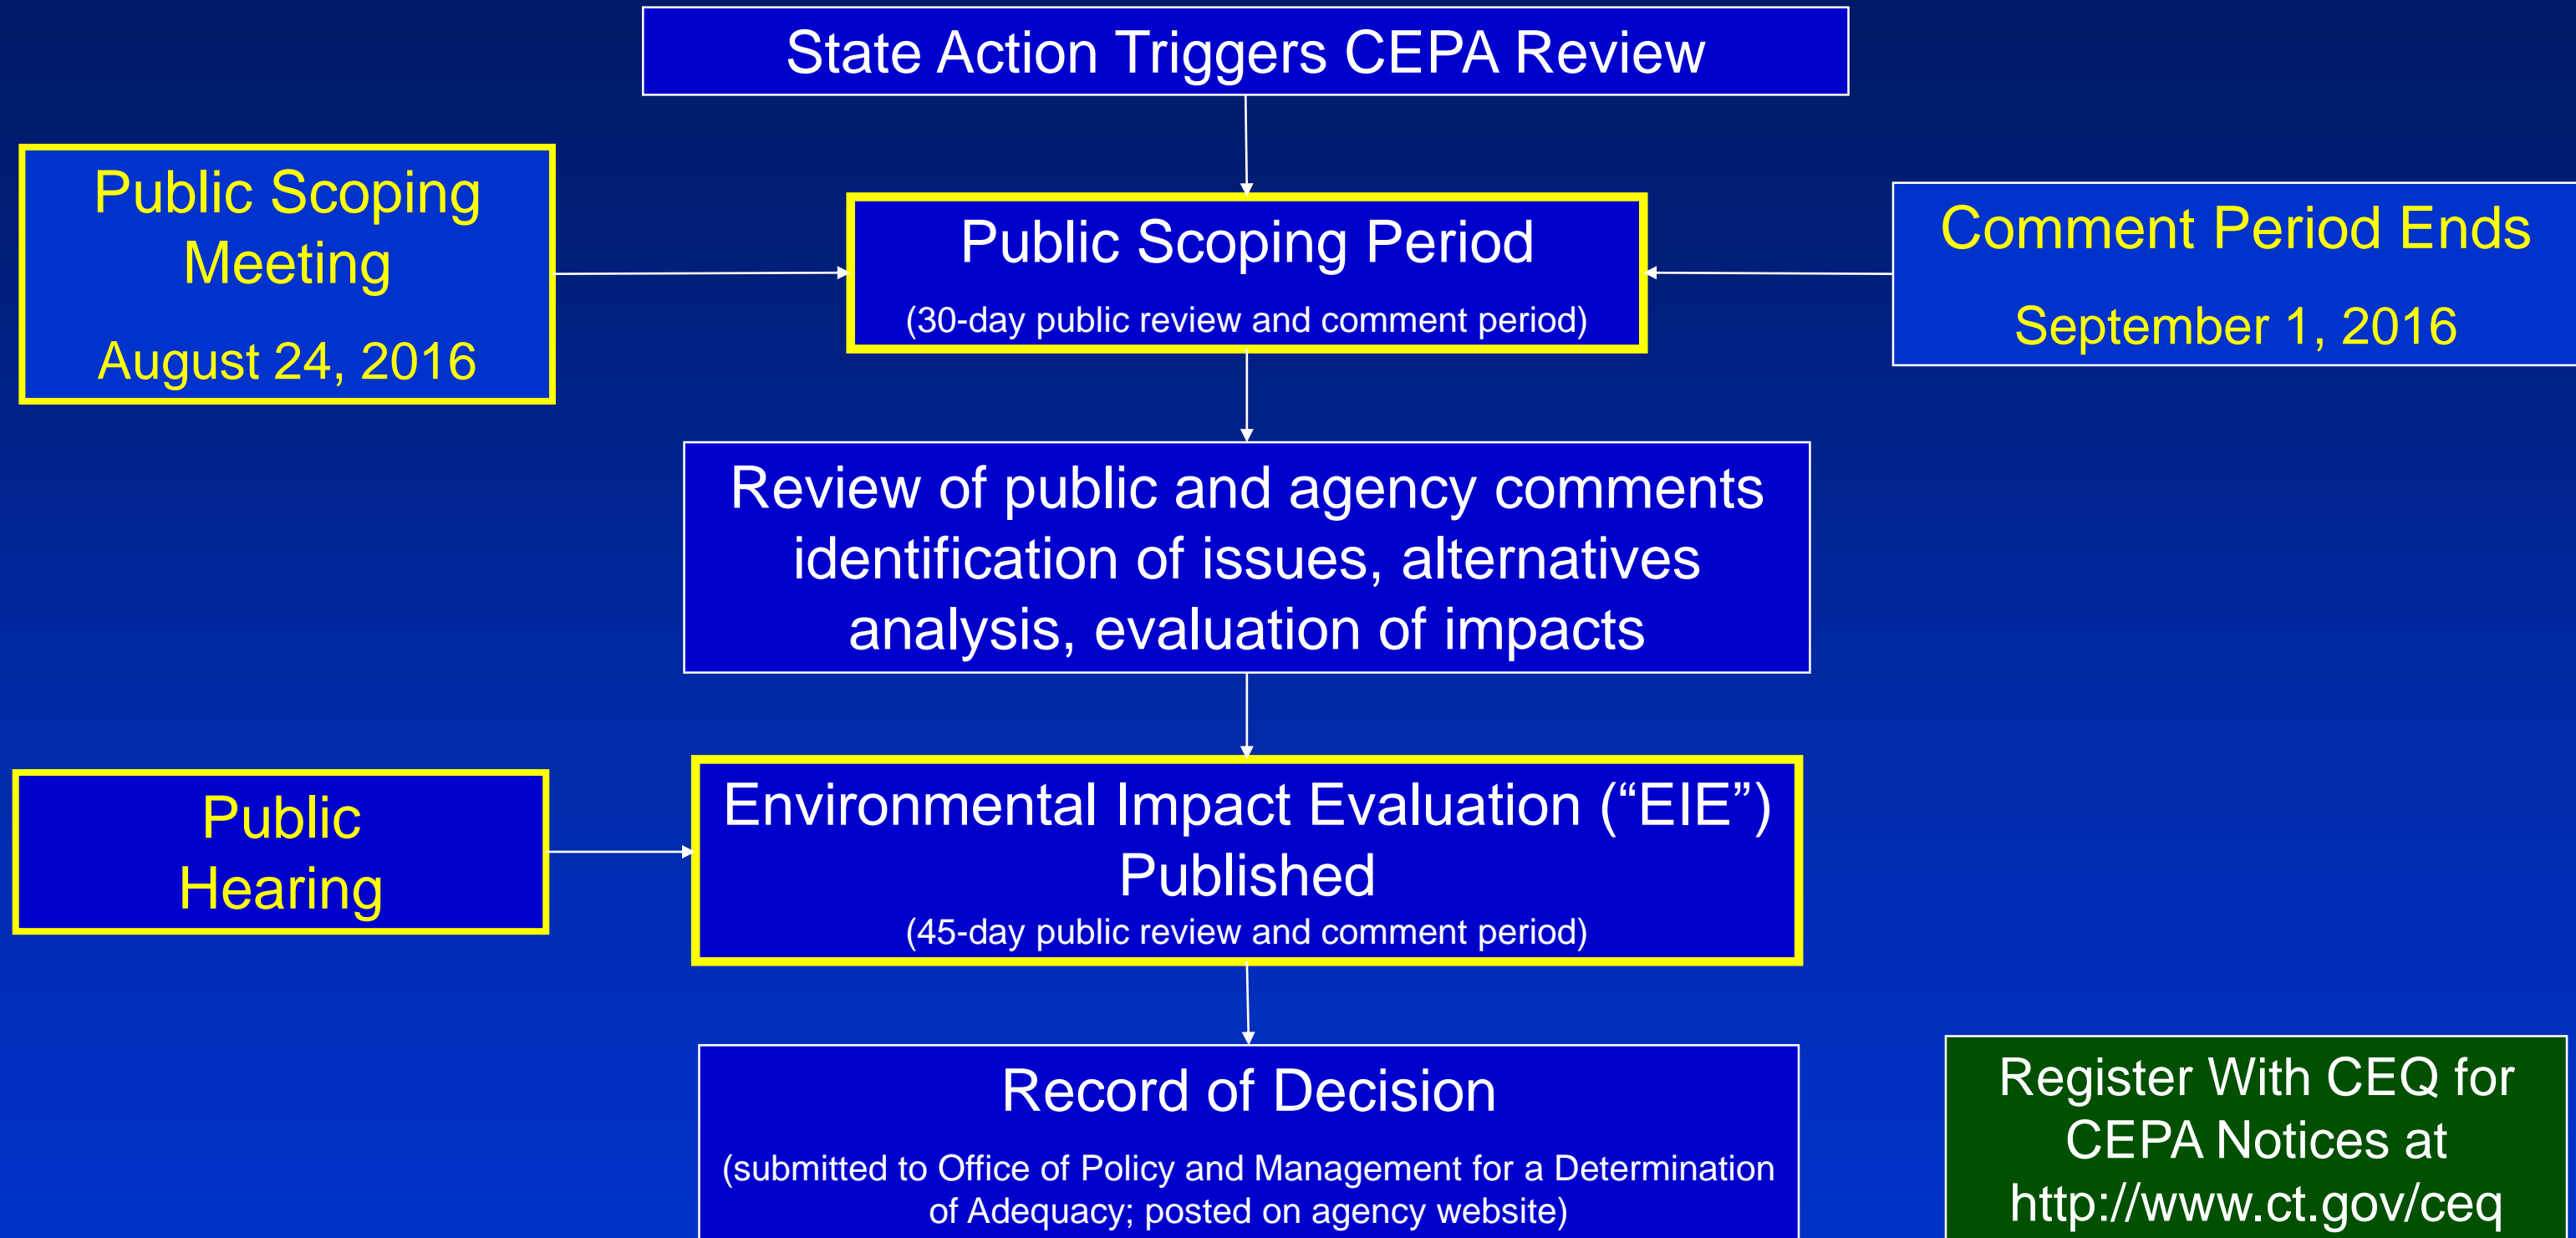 State Action Triggers CEPA Review
Public Scoping
Meeting
August 24, 2016
Public Scoping Period
(30-day public review and comment period)
Comment Period Ends
September 1, 2016
Review of public and agency comments
identification of issues, alternatives
analysis, evaluation of impacts
Public
Hearing
Environmental Impact Evaluation (“EIE”)
Published
(45-day public review and comment period)
Record of Decision
(submitted to Office of Policy and Management for a Determination
of Adequacy; posted on agency website)
Register With CEQ for
CEPA Notices at
http://www.ct.gov/ceq